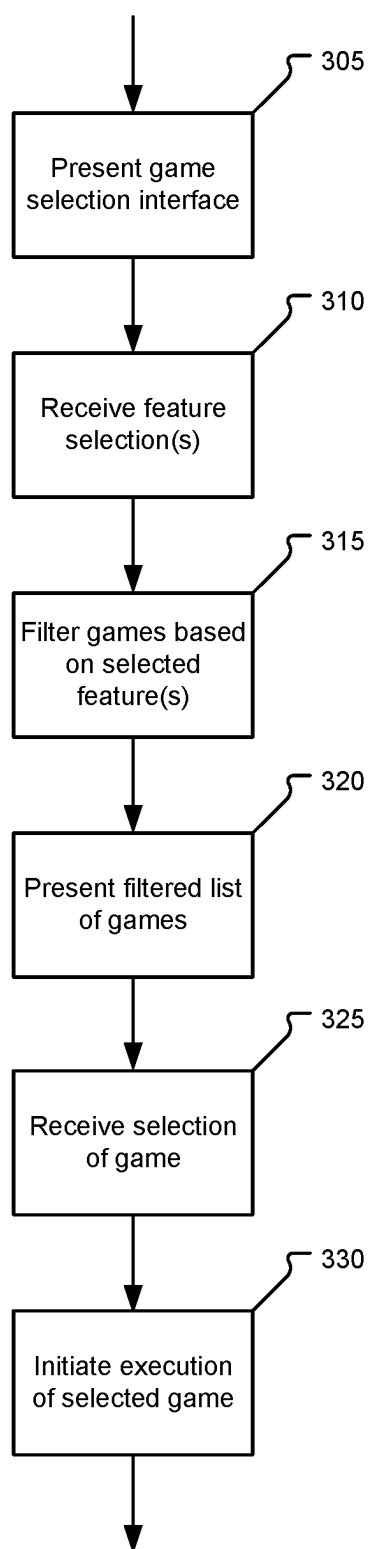 305
Present game
selection interface
310
Receive feature
selection(s)
315
Filter games based
on selected
feature(s)
320
Present filtered list
of games
325
Receive selection
of game
330
Initiate execution
of selected game